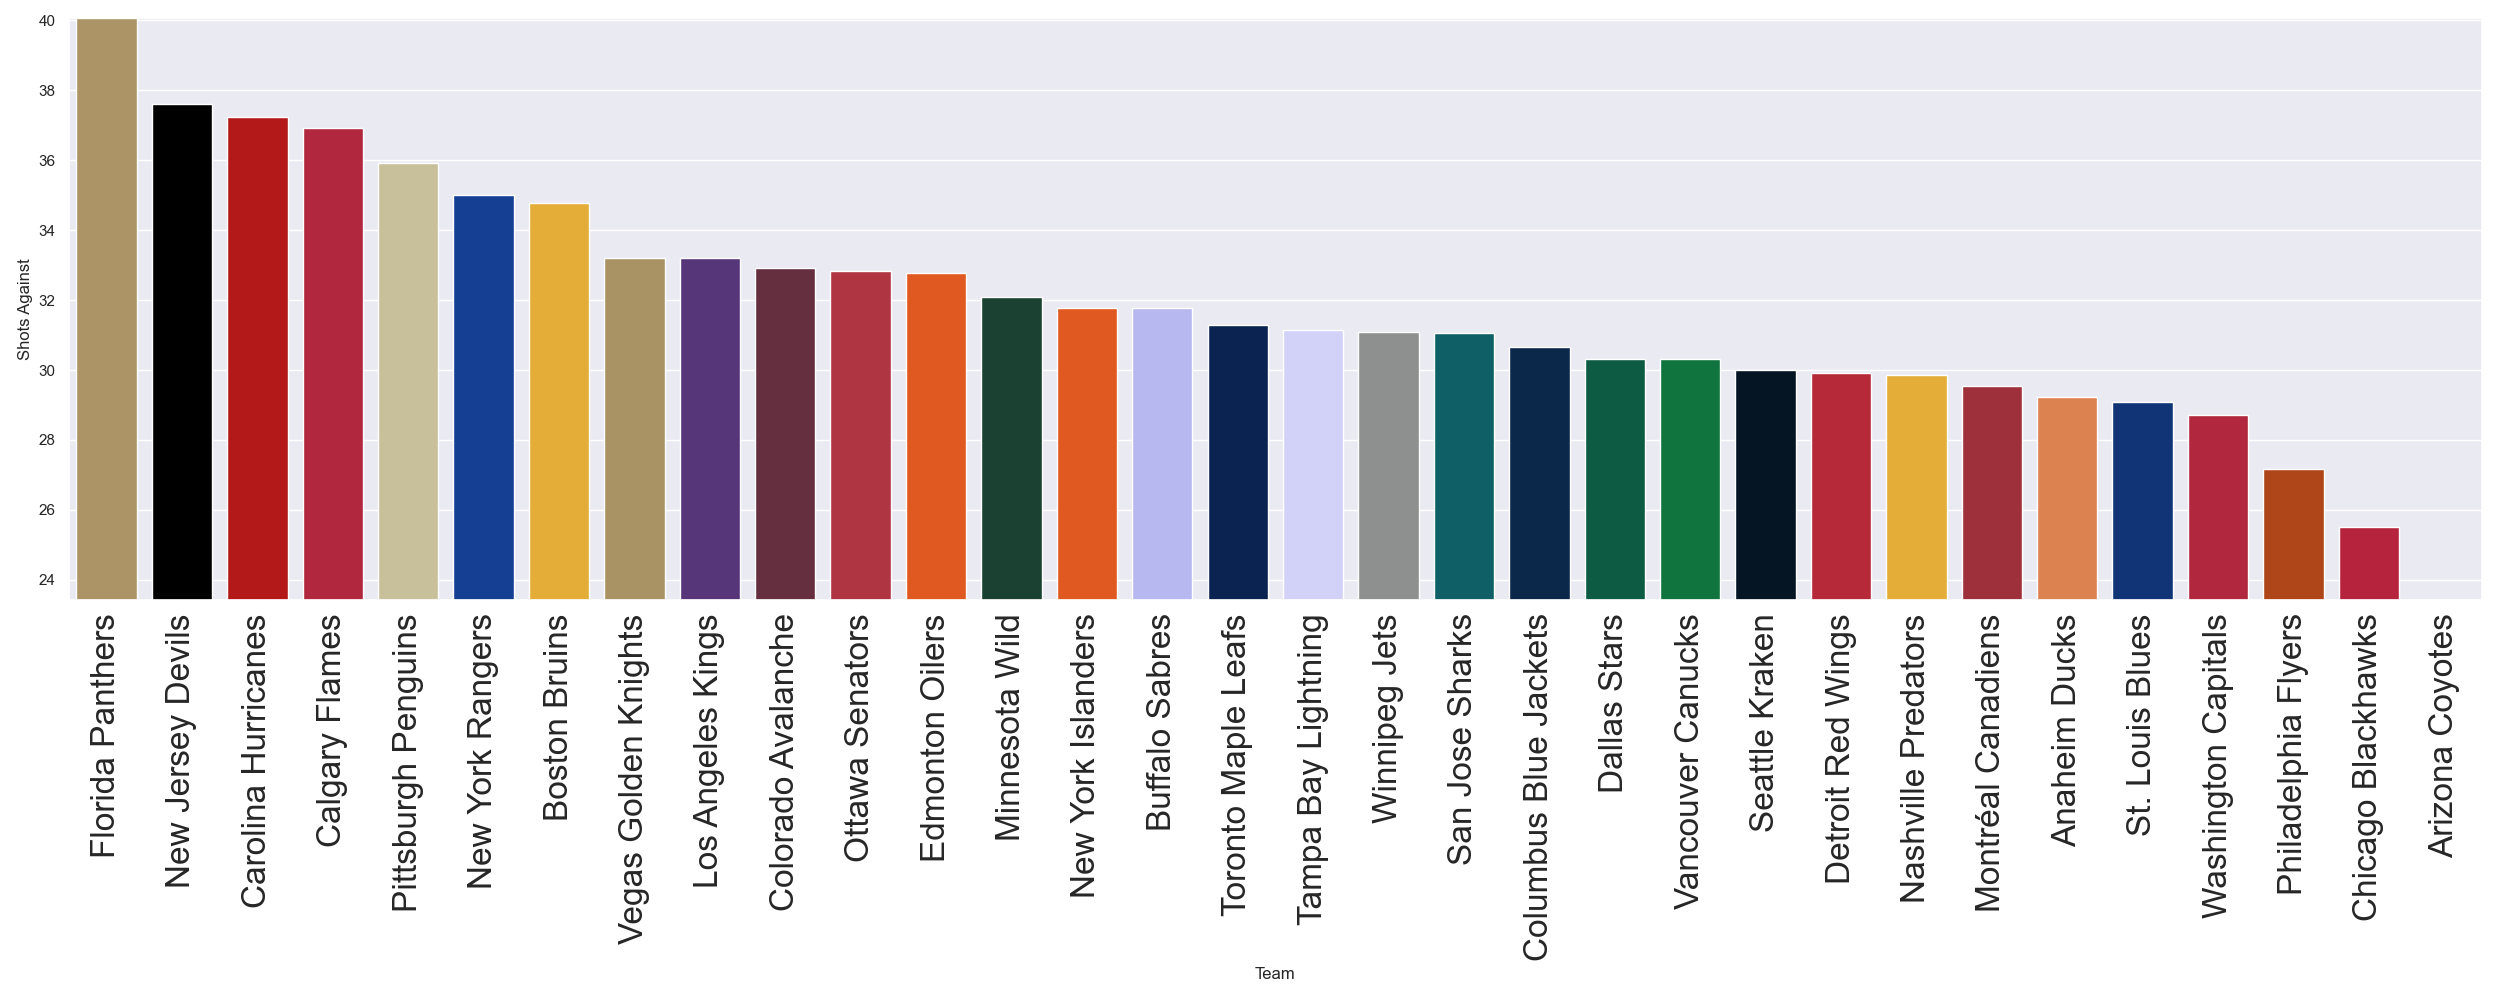 40
38
36
34
32
30
28
26
24
Shots Against
Florida Panthers
New Jersey Devils
Carolina Hurricanes
Calgary Flames
Pittsburgh Penguins
New York Rangers
Boston Bruins
Vegas Golden Knights
Los Angeles Kings
Colorado Avalanche
Ottawa Senators
Edmonton Oilers
Minnesota Wild
New York Islanders
Buffalo Sabres
Toronto Maple Leafs
Tampa Bay Lightning
Winnipeg Jets
San Jose Sharks
Columbus Blue Jackets
Dallas Stars
Vancouver Canucks
Seattle Kraken
Detroit Red Wings
Nashville Predators
Montréal Canadiens
Anaheim Ducks
St. Louis Blues
Washington Capitals
Philadelphia Flyers
Chicago Blackhawks
Arizona Coyotes
Team